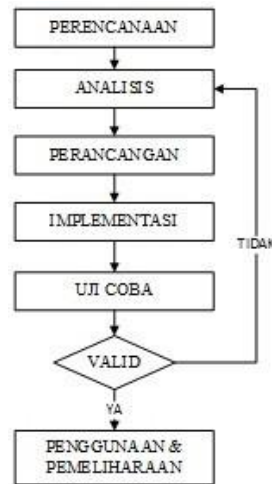 PERENCANAAN
ANALISIS
PERANCANGAN
IMPLEMENTASI
TIDAK
UJI COBA
VALID
YA
PENGGUNAAN &
PEMELIHARAAN